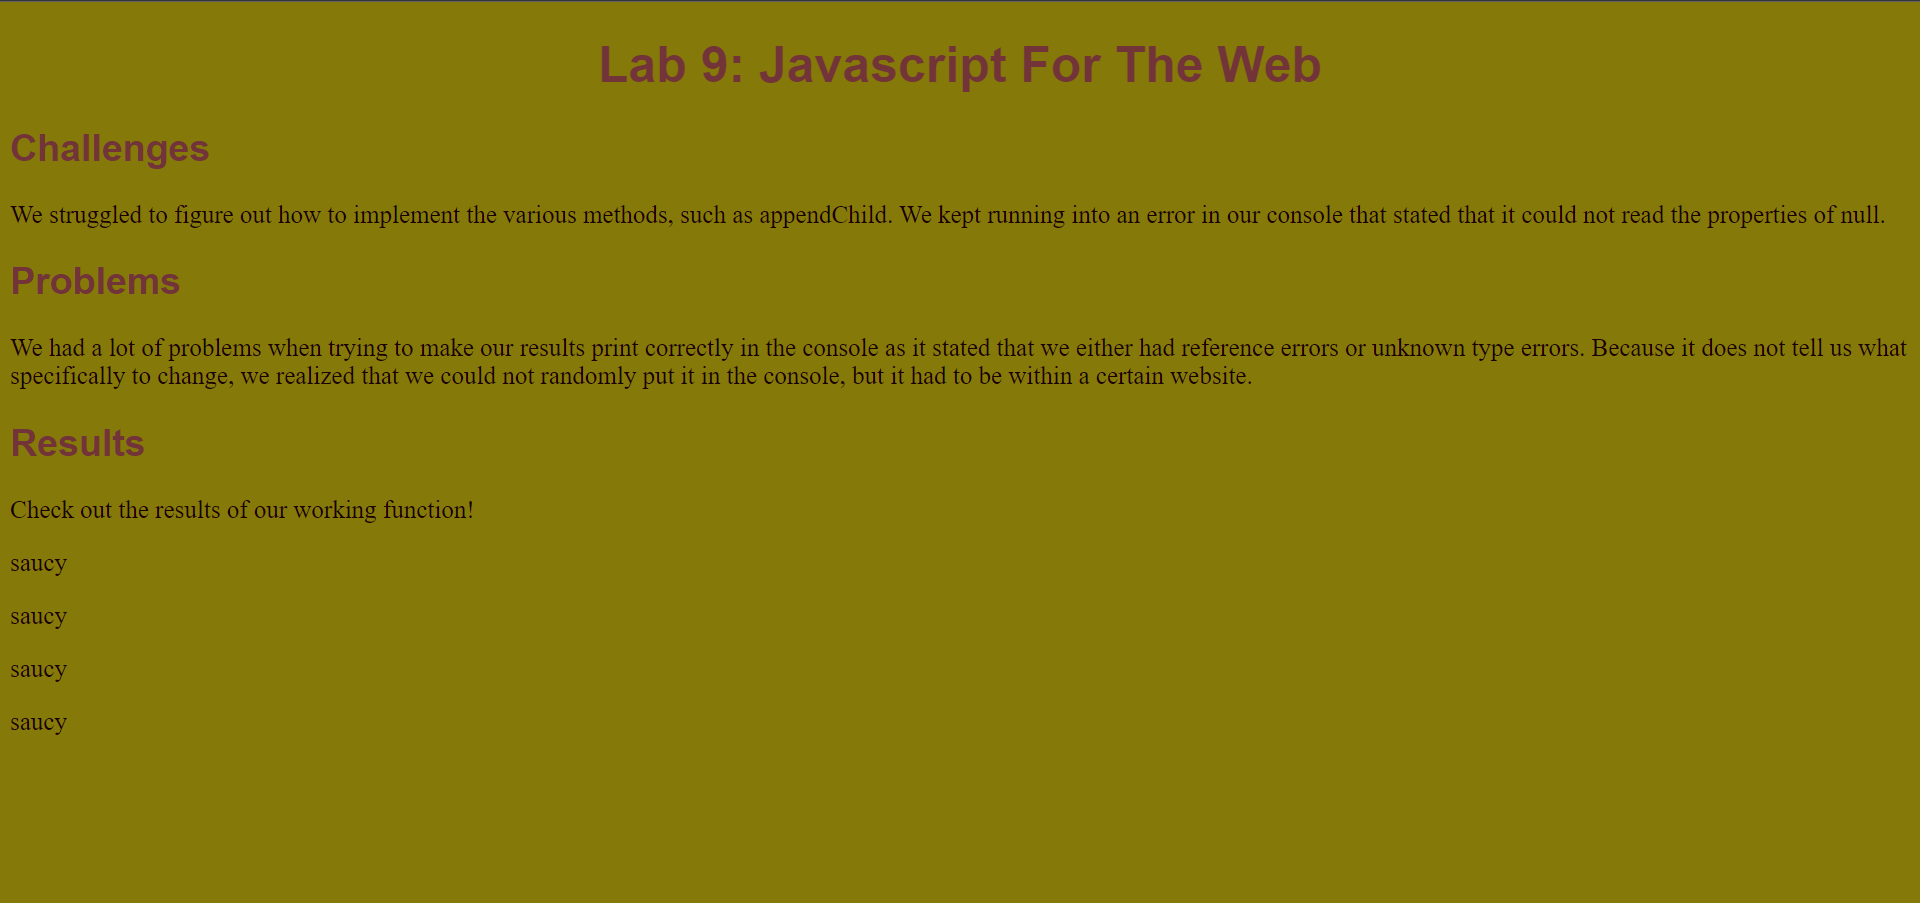 Lab 9: Javascript For The Web
Challenges
We struggled to figure out how to implement the various methods, such as appendChild. We kept running into an error in our console that stated that it could not read the properties of null.
Problems
We had a lot of problems when trying to make our results print correctly in the console as it stated that we either had reference errors or unknown type errors. Because it does not tell us what
specifically to change, we realized that we could not randomly put it in the console, but it had to be within a certain website.
Results
Check out the results of our working function!
saucy
saucy
saucy
saucy